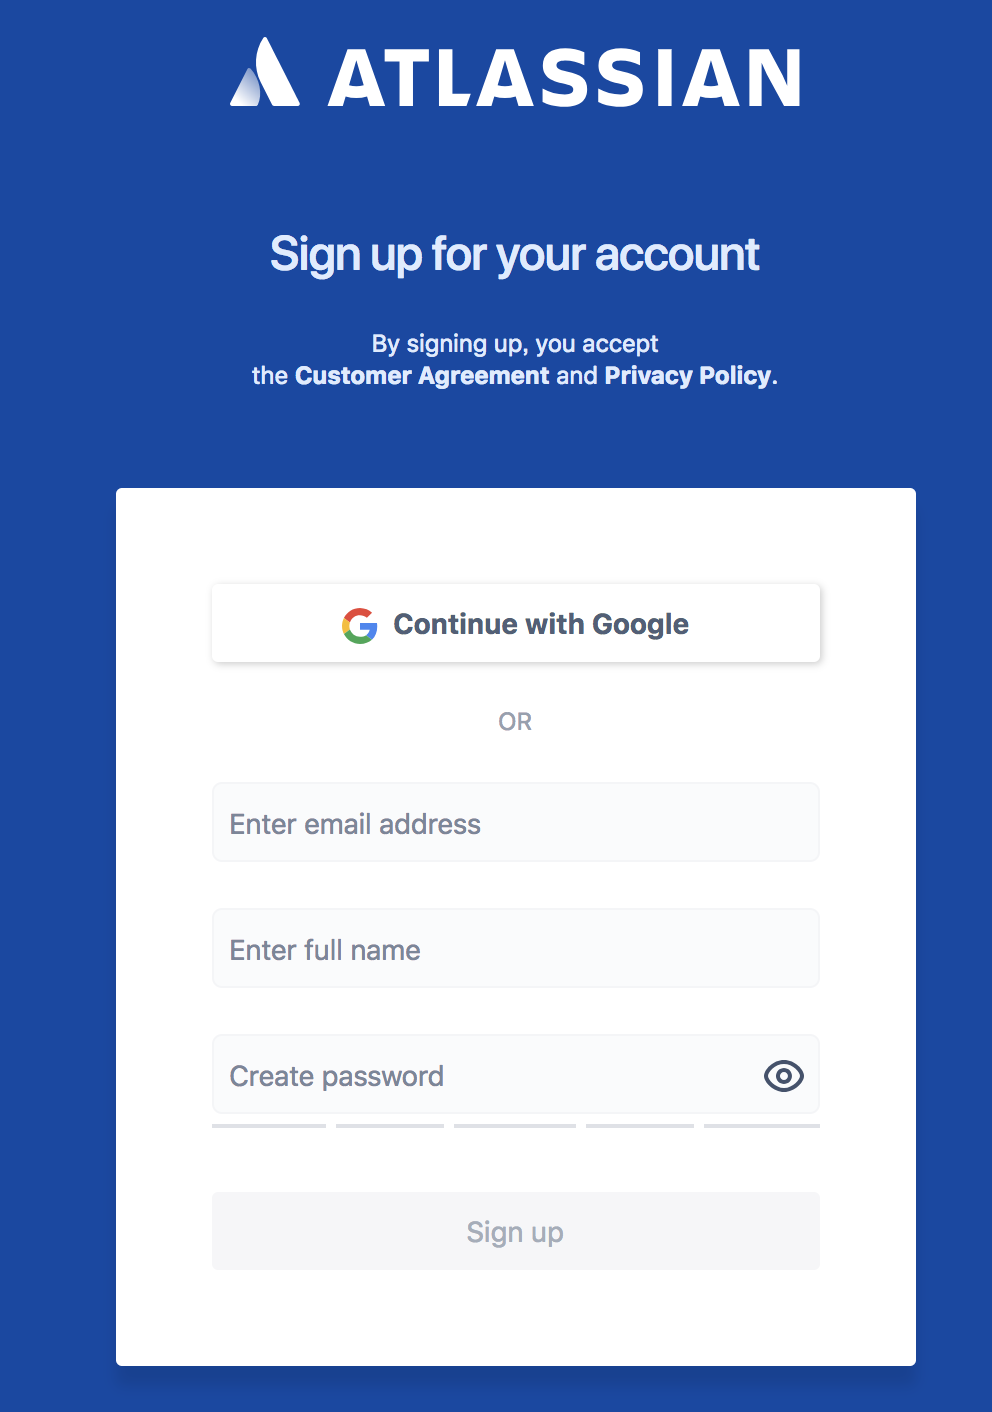 ATLASSIAN
Sign up for your account
By signing up, you accept
the Customer Agreement and Privacy Policy.
Continue with Google
OR
Enter email address
Enter full name
Create password
Sign up